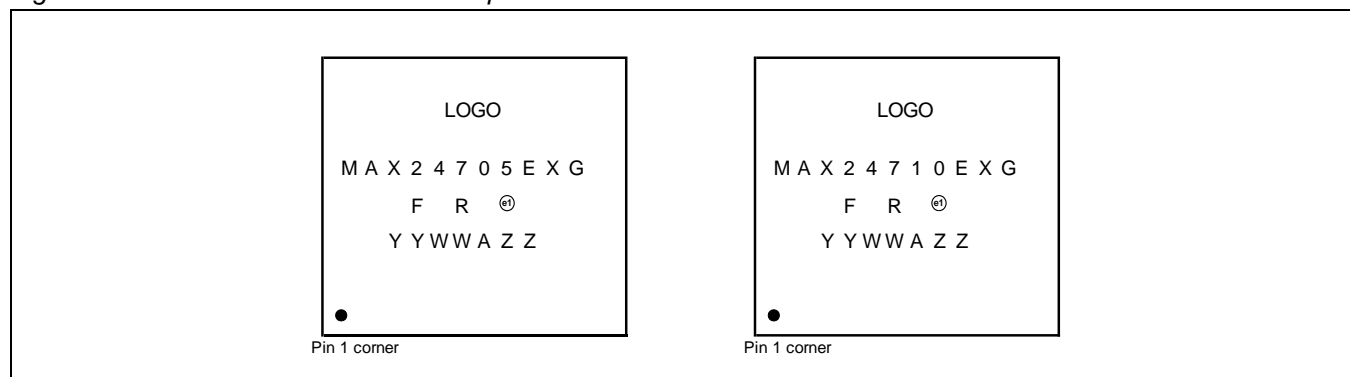 LOGO
MAX24705EXG
F R e1
YYWWAZZ
Pin 1 corner
LOGO
MAX24710EXG
F R e1
YYWWAZZ
Pin 1 corner